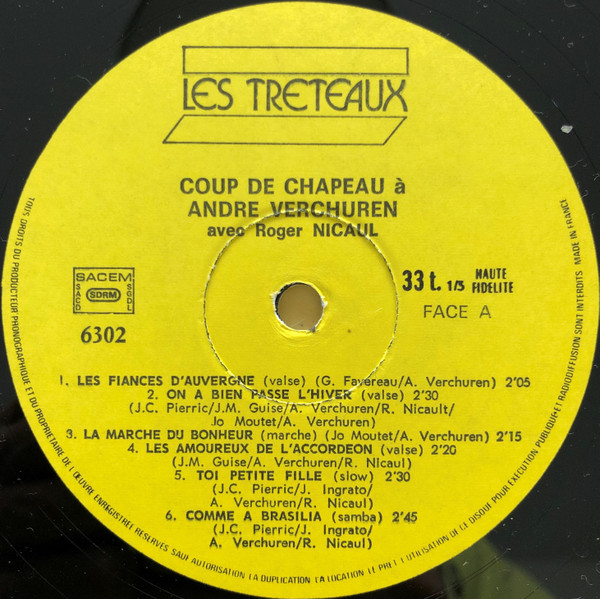 LES TRETEAUX
COUP DE CHAPEAU à
ANDRE VERCHUREN
avec Roger NICAUL
SACEM
SACD
SDRM
SGDL
6302
33 t. 1/3 HAUTE
FIDELITE
FACE A
1. LES FIANCES D'AUVERGNE (valse) (G. Favereau/A. Verchuren) 2'05
2. ON A BIEN PASSE L'HIVER (valse) 2'30
(J.C. Pierric/J.M. Guise/A. Verchuren/R. Nicault/
Jo Moutet/A. Verchuren)
3. LA MARCHE DU BONHEUR (marche) (Jo Moutet/A. Verchuren) 2'15
4. LES AMOUREUX DE L'ACCORDEON (valse) 2'20
(J.M. Guise/A. Verchuren/R. Nicaul)
5. TOI PETITE FILLE (slow) 2'30
(J.C. Pierric/J. Ingrato/
A. Verchuren/R. Nicaul)
6. COMME A BRASILIA (samba) 2'45
(J.C. Pierric/J. Ingrato/
A. Verchuren/R. Nicaul)
TOUS DROITS DU PRODUCTEUR PHONOGRAPHIQUE ET DU PROPRIETAIRE DE L'ŒUVRE ENREGISTREE RESERVES SAUF AUTORISATION LA DUPLICATION LA LOCATION LE PRET L'UTILISATION DE CE DISQUE POUR EXECUTION PUBLIQUE ET RADIODIFFUSION SONT INTERDITS MADE IN FRANCE